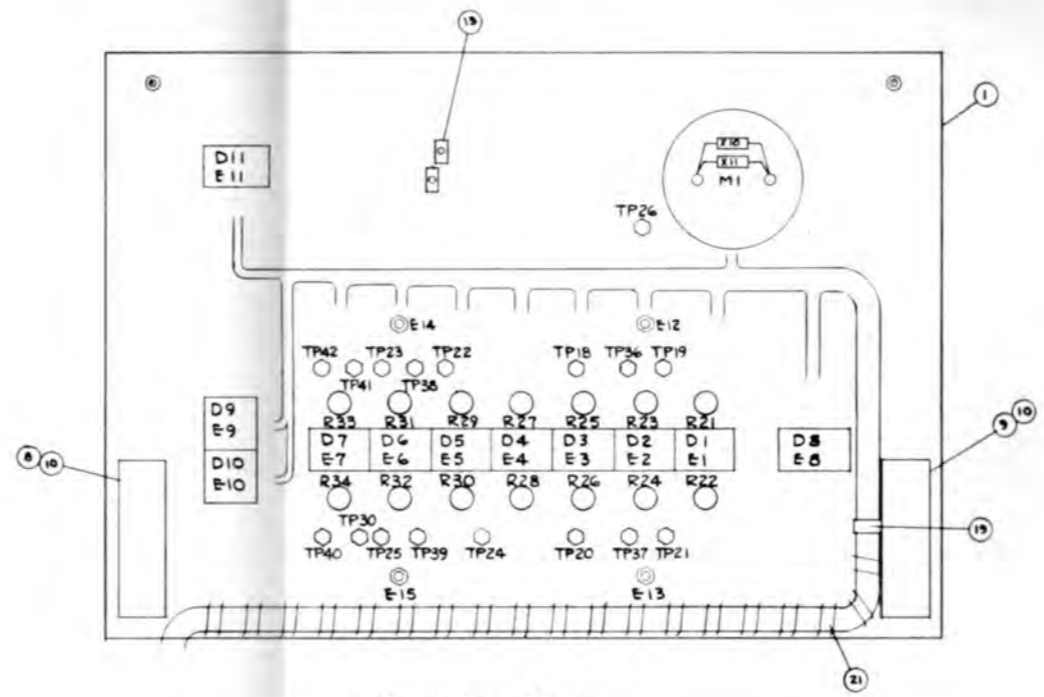 13
1
D11
E11
M1
TP26
E14
E12
TP42 TP23 TP22 TP18 TP36 TP19
TP41 TP38
R33 R31 R29 R27 R25 R23 R21
D9
E9
D7 D6 D5 D4 D3 D2 D1 D8
E7 E6 E5 E4 E3 E2 E1 E8
9 10
8 10
D10
E10
R34 R32 R30 R28 R26 R24 R22
TP30
TP40 TP25 TP39 TP24 TP20 TP37 TP21
E15
E13
21